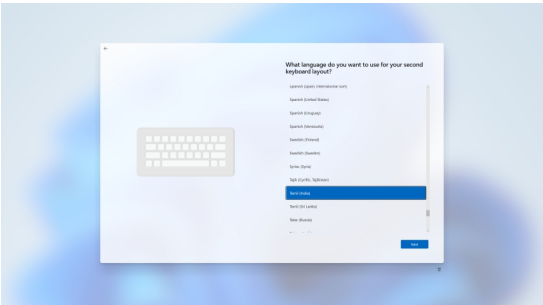 What language do you want to use for your second
keyboard layout?
Spanish (Spain, International Sort)
Spanish (United States)
Spanish (Uruguay)
Spanish (Venezuela)
Swedish (Finland)
Swedish (Sweden)
Syriac (Syria)
Tajik (Cyrillic, Tajikistan)
Tamil (India)
Tamil (Sri Lanka)
Tatar (Russia)
Next